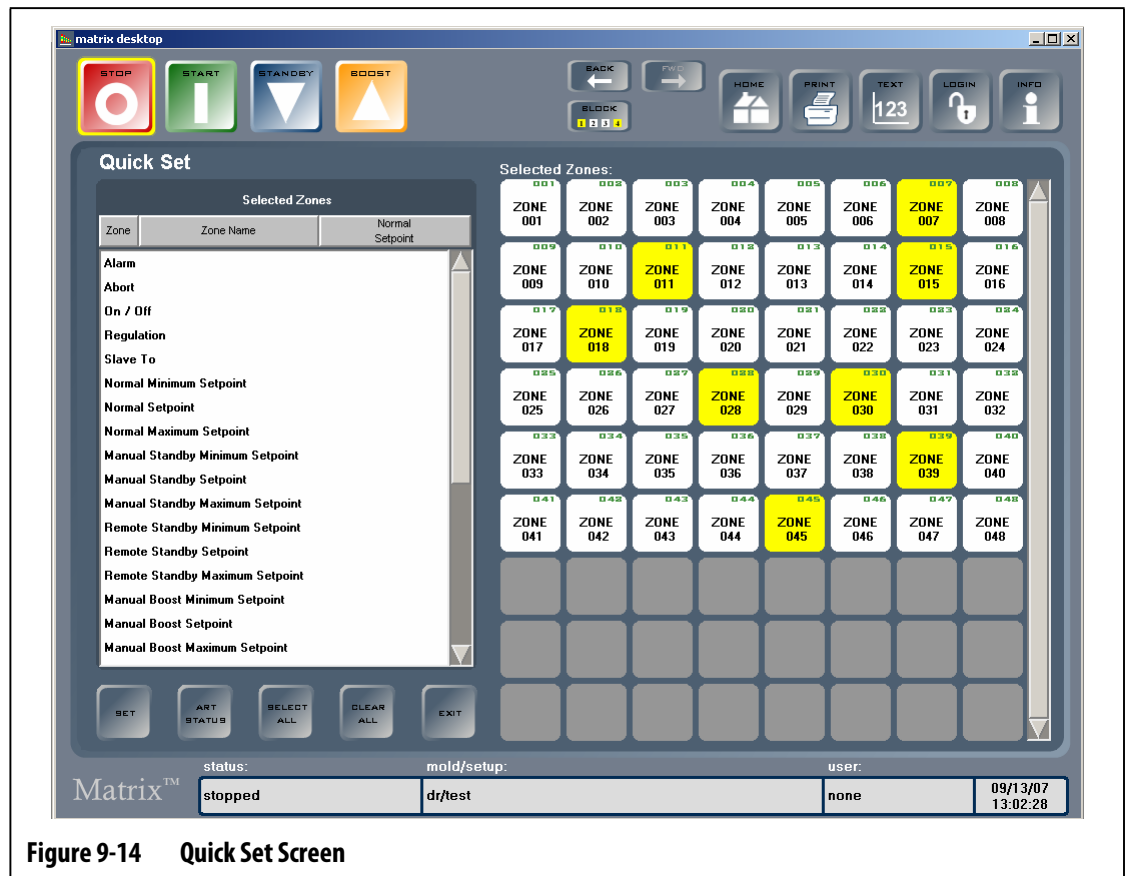 matrix desktop
STOP START STANDBY BOOST BACK FWD HOME PRINT TEXT LOGIN INFO
123
BLOCK
1 2 3 4
Quick Set
Selected Zones
Zone Zone Name Normal Setpoint
Alarm
Abort
On / Off
Regulation
Slave To
Normal Minimum Setpoint
Normal Setpoint
Normal Maximum Setpoint
Manual Standby Minimum Setpoint
Manual Standby Setpoint
Manual Standby Maximum Setpoint
Remote Standby Minimum Setpoint
Remote Standby Setpoint
Remote Standby Maximum Setpoint
Manual Boost Minimum Setpoint
Manual Boost Setpoint
Manual Boost Maximum Setpoint
SET ART STATUS SELECT ALL CLEAR ALL EXIT
Selected Zones:
001 002 003 004 005 006 007 008
ZONE ZONE ZONE ZONE ZONE ZONE ZONE ZONE
001 002 003 004 005 006 007 008
009 010 011 012 013 014 015 016
ZONE ZONE ZONE ZONE ZONE ZONE ZONE ZONE
009 010 011 012 013 014 015 016
017 018 019 020 021 022 023 024
ZONE ZONE ZONE ZONE ZONE ZONE ZONE ZONE
017 018 019 020 021 022 023 024
025 026 027 028 029 030 031 032
ZONE ZONE ZONE ZONE ZONE ZONE ZONE ZONE
025 026 027 028 029 030 031 032
033 034 035 036 037 038 039 040
ZONE ZONE ZONE ZONE ZONE ZONE ZONE ZONE
033 034 035 036 037 038 039 040
041 042 043 044 045 046 047 048
ZONE ZONE ZONE ZONE ZONE ZONE ZONE ZONE
041 042 043 044 045 046 047 048
Matrix™
status: mold/setup: user:
stopped dr/test none 09/13/07
13:02:28
Figure 9-14 Quick Set Screen